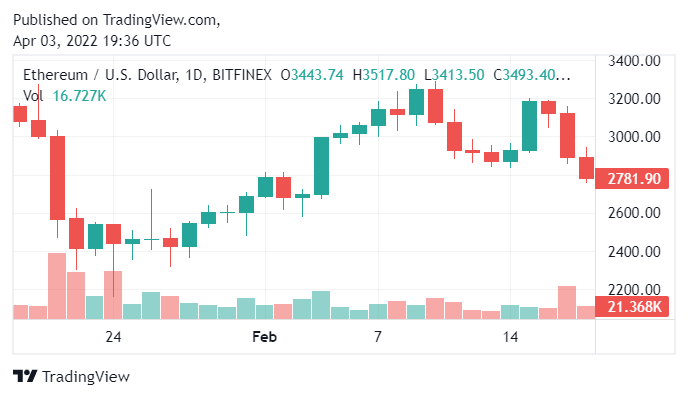 Published on TradingView.com,
Apr 03, 2022 19:36 UTC
Ethereum / U.S. Dollar, 1D, BITFINEX O3443.74 H3517.80 L3413.50 C3493.40...
Vol 16.727K
3400.00
3200.00
3000.00
2781.90
2600.00
2400.00
2200.00
21.368K
24 Feb 7 14
TradingView